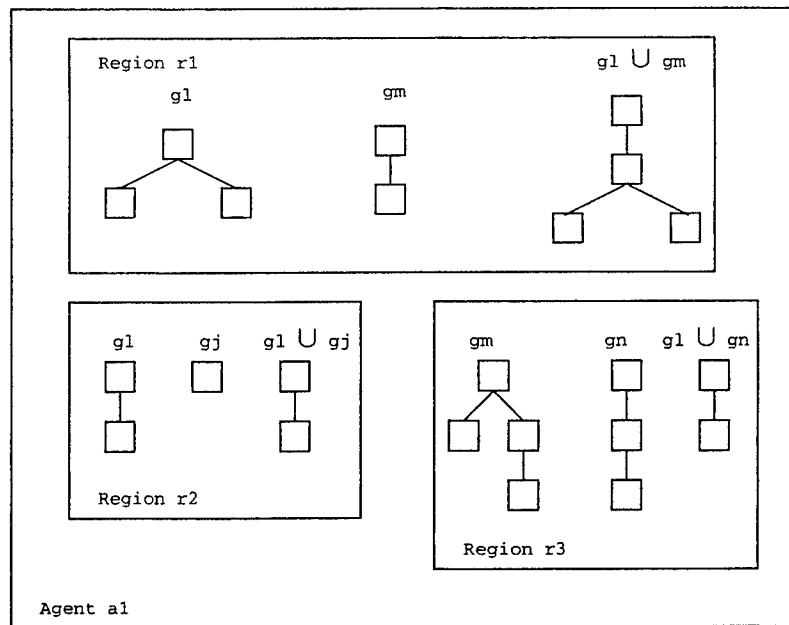 Region r1
gl ∪ gm
gl
gm
gl
gj
gl ∪ gj
Region r2
gm
gn
gl ∪ gn
Region r3
Agent a1